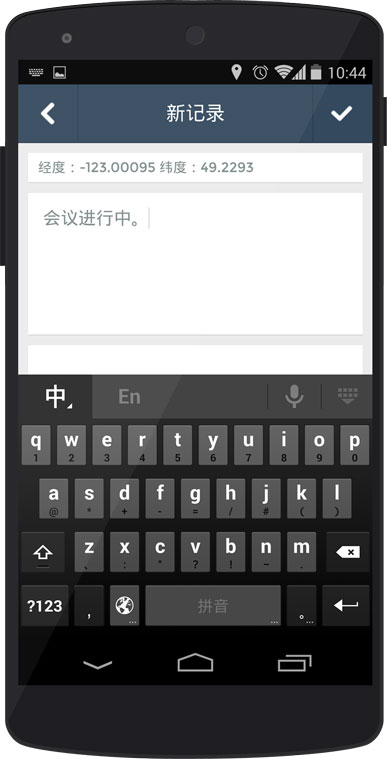 10:44
新记录
经度：-123.00095 纬度：49.2293
会议进行中。
中 En
q w e r t y u i o p
1 2 3 4 5 6 7 8 9 0
a s d f g h j k l
@ * + - = / # ( )
z x c v b n m
、 : " ? ! ~ …
?123 , 拼音 。